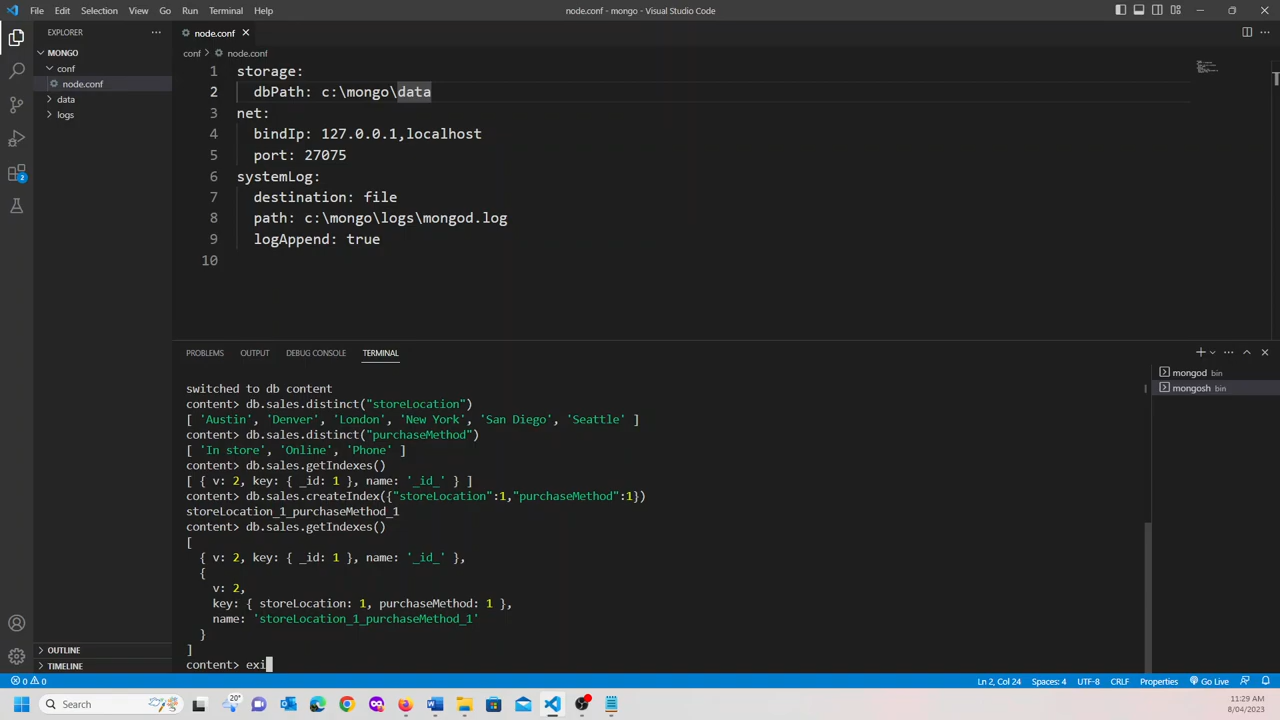 File Edit Selection View Go Run Terminal Help
node.conf - mongo - Visual Studio Code
EXPLORER
MONGO
conf
node.conf
data
logs
OUTLINE
TIMELINE
node.conf
conf > node.conf
1 storage:
2 dbPath: c:\mongo\data
3 net:
4 bindIp: 127.0.0.1,localhost
5 port: 27075
6 systemLog:
7 destination: file
8 path: c:\mongo\logs\mongod.log
9 logAppend: true
10
PROBLEMS OUTPUT DEBUG CONSOLE TERMINAL
mongod bin
mongosh bin
switched to db content
content> db.sales.distinct("storeLocation")
[ 'Austin', 'Denver', 'London', 'New York', 'San Diego', 'Seattle' ]
content> db.sales.distinct("purchaseMethod")
[ 'In store', 'Online', 'Phone' ]
content> db.sales.getIndexes()
[ { v: 2, key: { _id: 1 }, name: '_id_' } ]
content> db.sales.createIndex({"storeLocation":1,"purchaseMethod":1})
storeLocation_1_purchaseMethod_1
content> db.sales.getIndexes()
[
{ v: 2, key: { _id: 1 }, name: '_id_' },
{
v: 2,
key: { storeLocation: 1, purchaseMethod: 1 },
name: 'storeLocation_1_purchaseMethod_1'
}
]
content> exi
2
0 0
Ln 2, Col 24 Spaces: 4 UTF-8 CRLF Properties Go Live
Search
20°
11:29 AM
8/04/2023